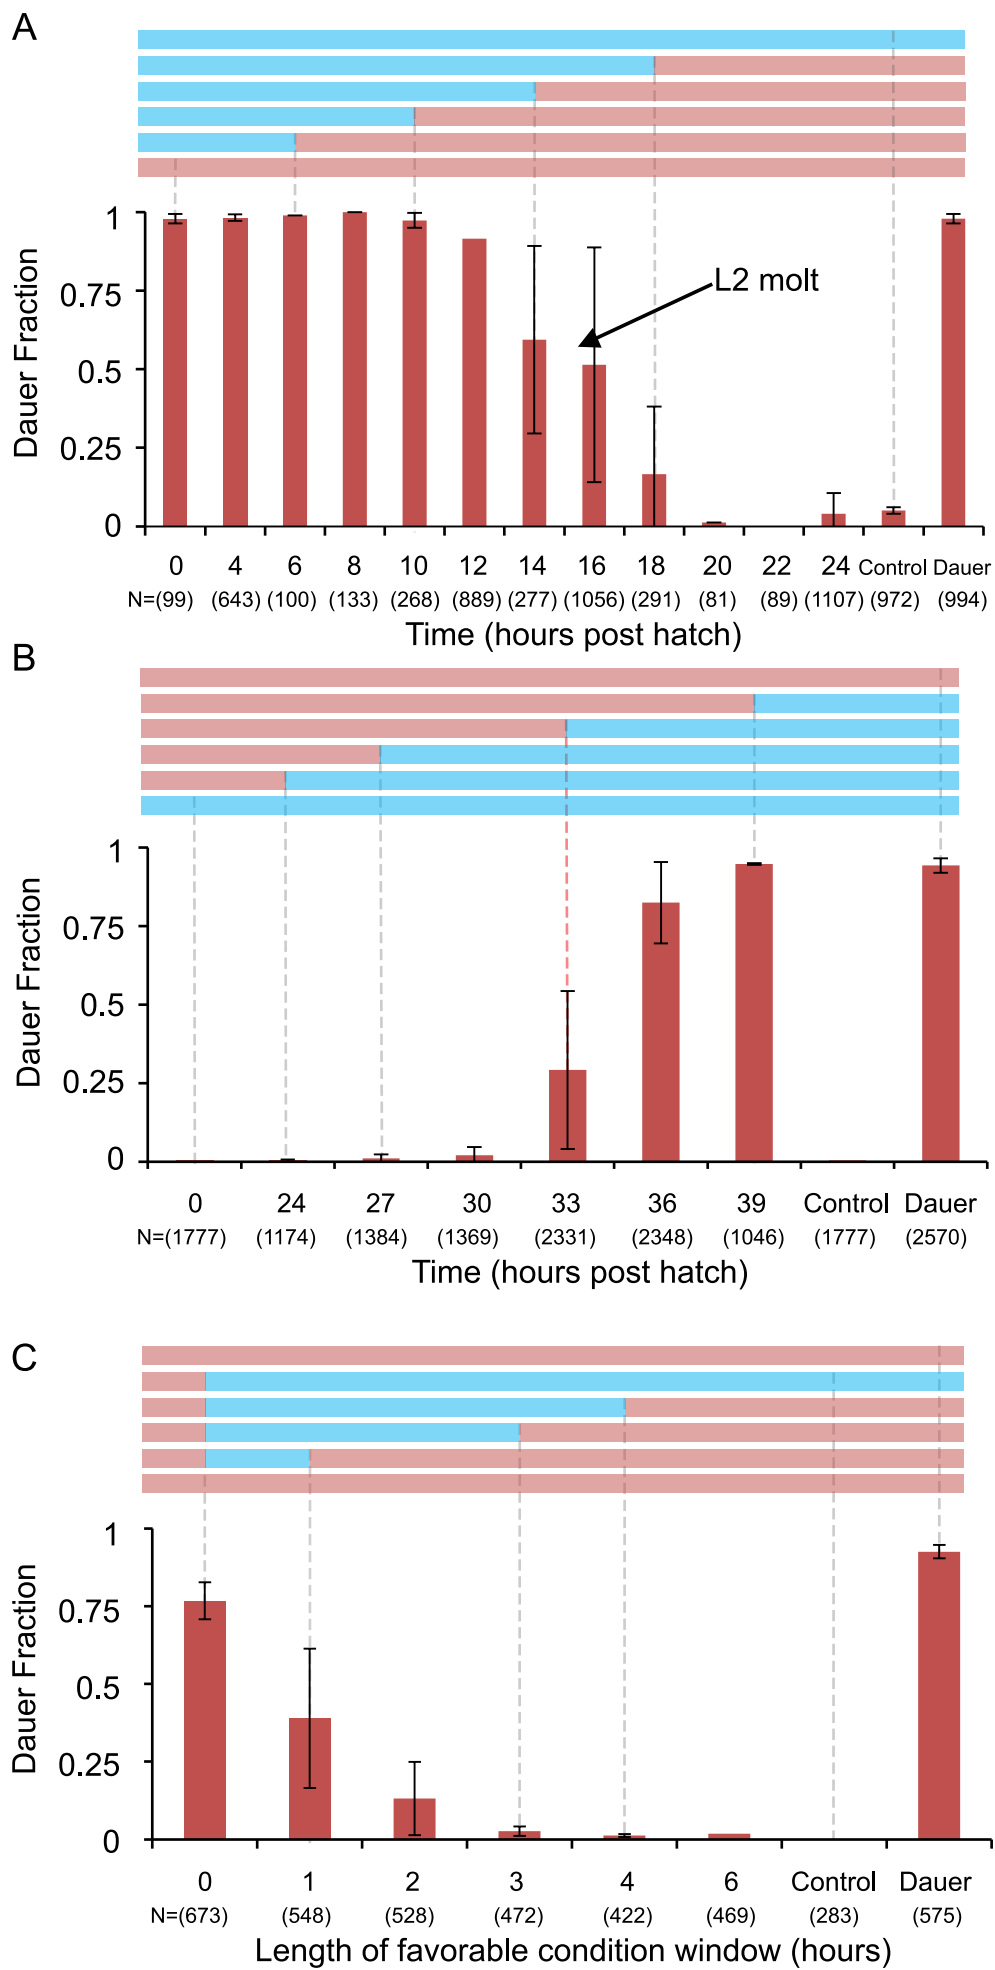 A
1
0.75
0.5
0.25
0
Dauer Fraction
L2 molt
0 4 6 8 10 12 14 16 18 20 22 24 Control Dauer
N=(99) (643) (100) (133) (268) (889) (277) (1056) (291) (81) (89) (1107) (972) (994)
Time (hours post hatch)
B
1
0.75
0.5
0.25
0
Dauer Fraction
0 24 27 30 33 36 39 Control Dauer
N=(1777) (1174) (1384) (1369) (2331) (2348) (1046) (1777) (2570)
Time (hours post hatch)
C
1
0.75
0.5
0.25
0
Dauer Fraction
0 1 2 3 4 6 Control Dauer
N=(673) (548) (528) (472) (422) (469) (283) (575)
Length of favorable condition window (hours)